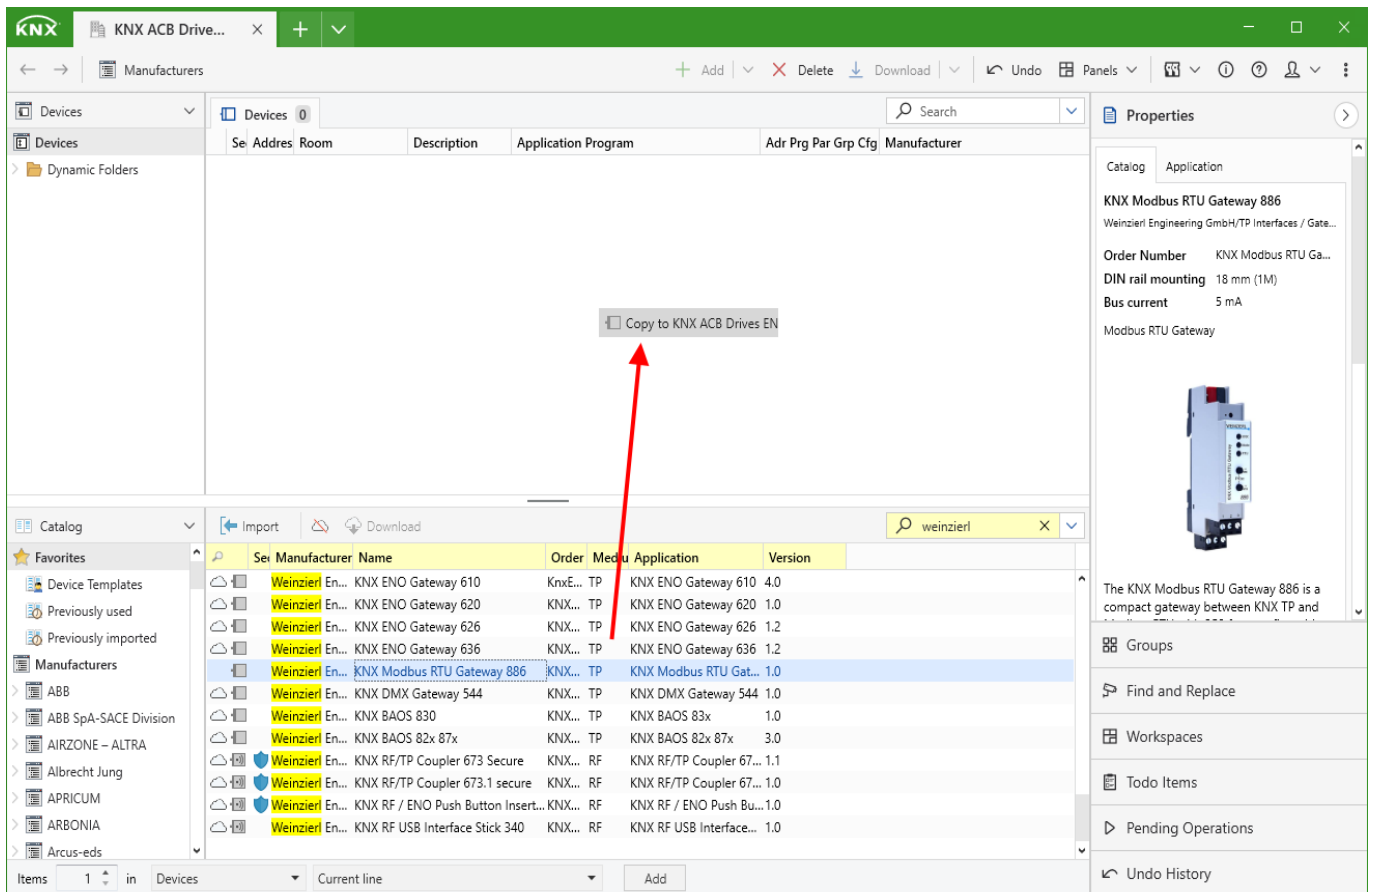 KNX KNX ACB Drive...
Manufacturers Add Delete Download Undo Panels
Devices
Devices
Dynamic Folders
Devices 0 Search
Se Addres Room Description Application Program Adr Prg Par Grp Cfg Manufacturer
Copy to KNX ACB Drives EN
Catalog
Favorites
Device Templates
Previously used
Previously imported
Manufacturers
ABB
ABB SpA-SACE Division
AIRZONE – ALTRA
Albrecht Jung
APRICUM
ARBONIA
Arcus-eds
Import Download weinzierl
Se Manufacturer Name Order Mediu Application Version
Weinzierl En... KNX ENO Gateway 610 KnxE... TP KNX ENO Gateway 610 4.0
Weinzierl En... KNX ENO Gateway 620 KNX... TP KNX ENO Gateway 620 1.0
Weinzierl En... KNX ENO Gateway 626 KNX... TP KNX ENO Gateway 626 1.2
Weinzierl En... KNX ENO Gateway 636 KNX... TP KNX ENO Gateway 636 1.2
Weinzierl En... KNX Modbus RTU Gateway 886 KNX... TP KNX Modbus RTU Gat... 1.0
Weinzierl En... KNX DMX Gateway 544 KNX... TP KNX DMX Gateway 544 1.0
Weinzierl En... KNX BAOS 830 KNX... TP KNX BAOS 83x 1.0
Weinzierl En... KNX BAOS 82x 87x KNX... TP KNX BAOS 82x 87x 3.0
Weinzierl En... KNX RF/TP Coupler 673 Secure KNX... RF KNX RF/TP Coupler 67... 1.1
Weinzierl En... KNX RF/TP Coupler 673.1 secure KNX... RF KNX RF/TP Coupler 67... 1.0
Weinzierl En... KNX RF / ENO Push Button Insert... KNX... RF KNX RF / ENO Push Bu... 1.0
Weinzierl En... KNX RF USB Interface Stick 340 KNX... RF KNX RF USB Interface... 1.0
Items 1 in Devices Current line Add
Properties
Catalog Application
KNX Modbus RTU Gateway 886
Weinzierl Engineering GmbH/TP Interfaces / Gate...
Order Number KNX Modbus RTU Ga...
DIN rail mounting 18 mm (1M)
Bus current 5 mA
Modbus RTU Gateway
The KNX Modbus RTU Gateway 886 is a
compact gateway between KNX TP and
Groups
Find and Replace
Workspaces
Todo Items
Pending Operations
Undo History